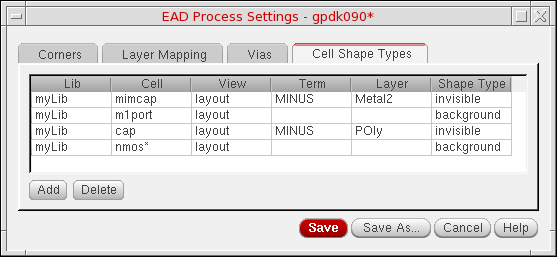 EAD Process Settings - gpdk090*
Corners Layer Mapping Vias Cell Shape Types
Lib Cell View Term Layer Shape Type
myLib mimcap layout MINUS Metal2 invisible
myLib m1port layout background
myLib cap layout MINUS POly invisible
myLib nmos* layout background
Add Delete
Save Save As... Cancel Help